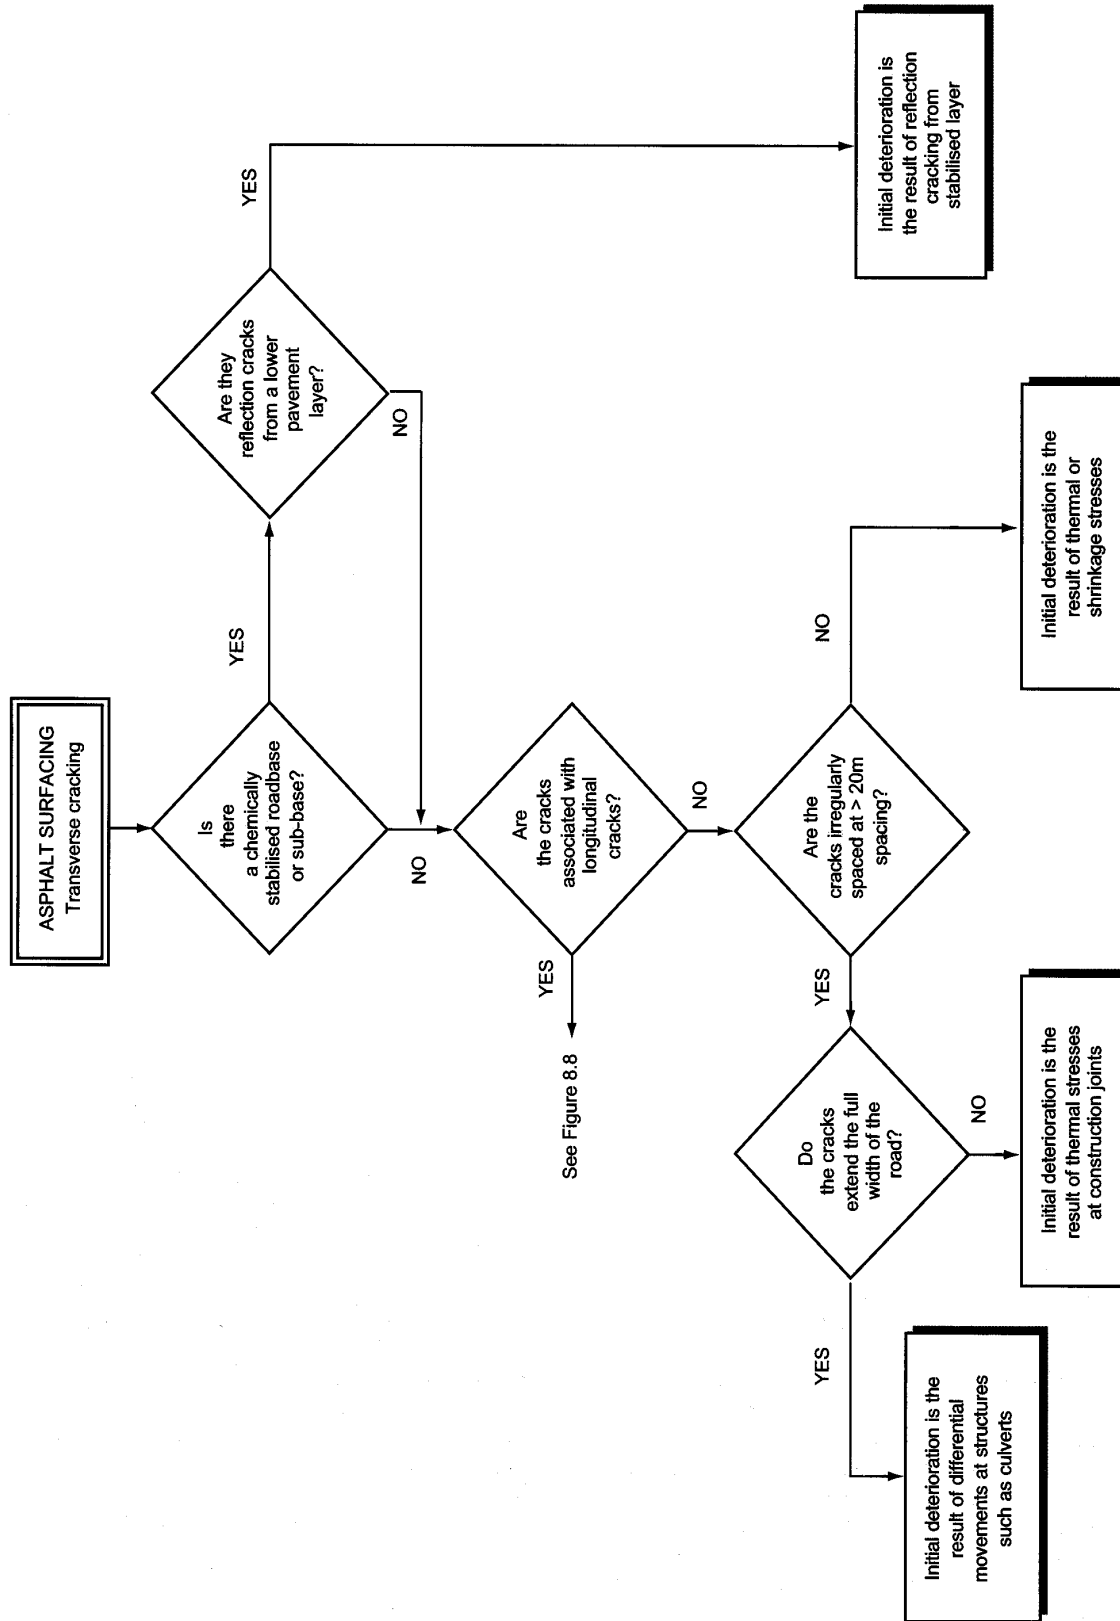 ASPHALT SURFACING
Transverse cracking
Is
there
a chemically
stabilised roadbase
or sub-base?
YES
Are they
reflection cracks
from a lower
pavement
layer?
YES
NO
NO
Are
the cracks
associated with
longitudinal
cracks?
YES
See Figure 8.8
NO
Are the
cracks irregularly
spaced at > 20m
spacing?
NO
YES
Do
the cracks
extend the full
width of the
road?
YES
NO
Initial deterioration is the
result of differential
movements at structures
such as culverts
Initial deterioration is the
result of thermal stresses
at construction joints
Initial deterioration is the
result of thermal or
shrinkage stresses
Initial deterioration is
the result of reflection
cracking from
stabilised layer